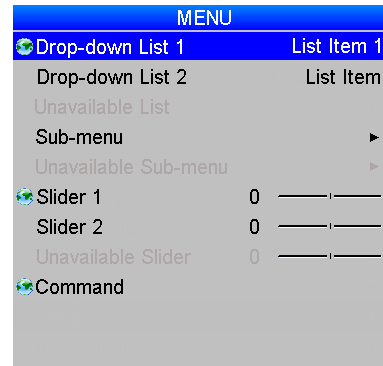 MENU
Drop-down List 1 List Item 1
Drop-down List 2 List Item
Unavailable List
Sub-menu
Unavailable Sub-menu
Slider 1 0
Slider 2 0
Unavailable Slider 0
Command